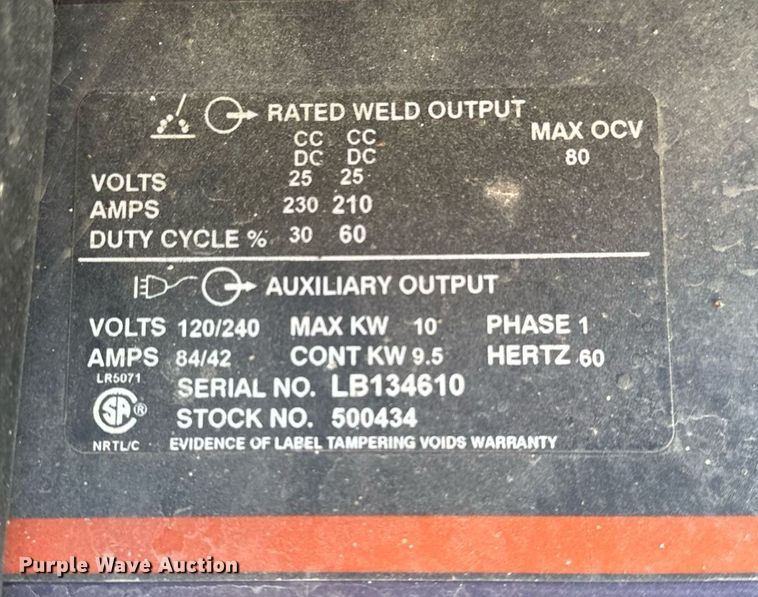 RATED WELD OUTPUT
CC CC MAX OCV
DC DC 80
VOLTS 25 25
AMPS 230 210
DUTY CYCLE % 30 60
AUXILIARY OUTPUT
VOLTS 120/240 MAX KW 10 PHASE 1
AMPS 84/42 CONT KW 9.5 HERTZ 60
LR5071
SERIAL NO. LB134610
SA ®
STOCK NO. 500434
NRTL/C EVIDENCE OF LABEL TAMPERING VOIDS WARRANTY
Purple Wave Auction